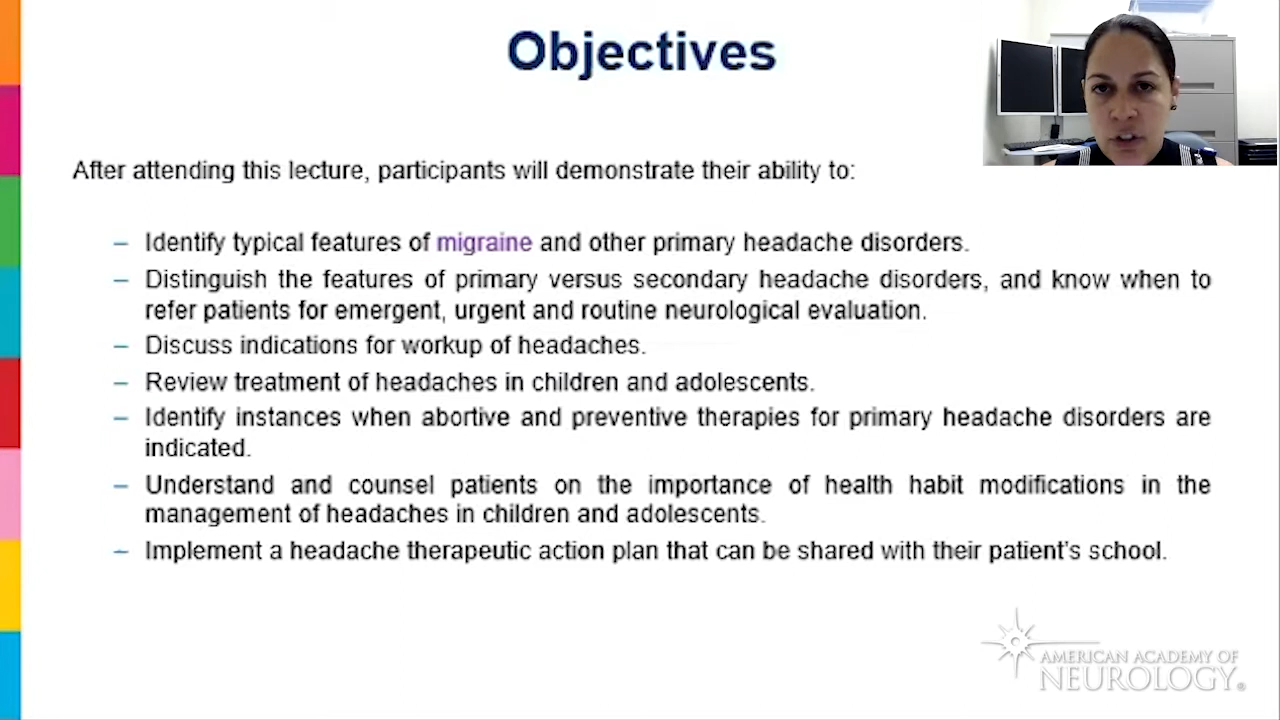 Objectives
After attending this lecture, participants will demonstrate their ability to:
– Identify typical features of migraine and other primary headache disorders.
– Distinguish the features of primary versus secondary headache disorders, and know when to
refer patients for emergent, urgent and routine neurological evaluation.
– Discuss indications for workup of headaches.
– Review treatment of headaches in children and adolescents.
– Identify instances when abortive and preventive therapies for primary headache disorders are
indicated.
– Understand and counsel patients on the importance of health habit modifications in the
management of headaches in children and adolescents.
– Implement a headache therapeutic action plan that can be shared with their patient's school.
AMERICAN ACADEMY OF
NEUROLOGY®